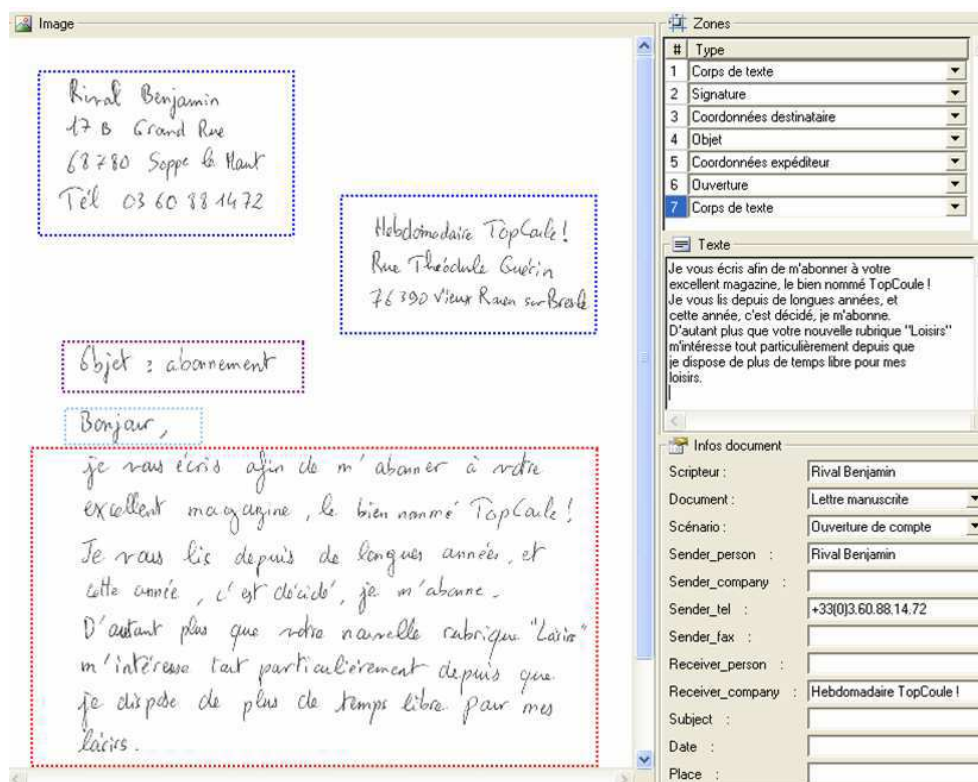 Image
Rival Benjamin
17 B Grand Rue
68780 Soppe le Haut
Tél 03 60 88 14 72
Hebdomadaire TopCoule !
Rue Théodule Guérin
76390 Vieux Rouen sur Bresle
Objet : abonnement
Bonjour,
je vous écris afin de m'abonner à votre
excellent magazine, le bien nommé TopCoule !
Je vous lis depuis de longues années, et
cette année, c'est décidé, je m'abonne.
D'autant plus que votre nouvelle rubrique "Loisirs"
m'intéresse tout particulièrement depuis que
je dispose de plus de temps libre pour mes
loisirs.
Zones
# Type
1 Corps de texte
2 Signature
3 Coordonnées destinataire
4 Objet
5 Coordonnées expéditeur
6 Ouverture
7 Corps de texte
Texte
Je vous écris afin de m'abonner à votre
excellent magazine, le bien nommé TopCoule !
Je vous lis depuis de longues années, et
cette année, c'est décidé, je m'abonne.
D'autant plus que votre nouvelle rubrique "Loisirs"
m'intéresse tout particulièrement depuis que
je dispose de plus de temps libre pour mes
loisirs.
Infos document
Scripteur : Rival Benjamin
Document : Lettre manuscrite
Scénario : Ouverture de compte
Sender_person : Rival Benjamin
Sender_company :
Sender_tel : +33(0)3.60.88.14.72
Sender_fax :
Receiver_person :
Receiver_company : Hebdomadaire TopCoule !
Subject :
Date :
Place :